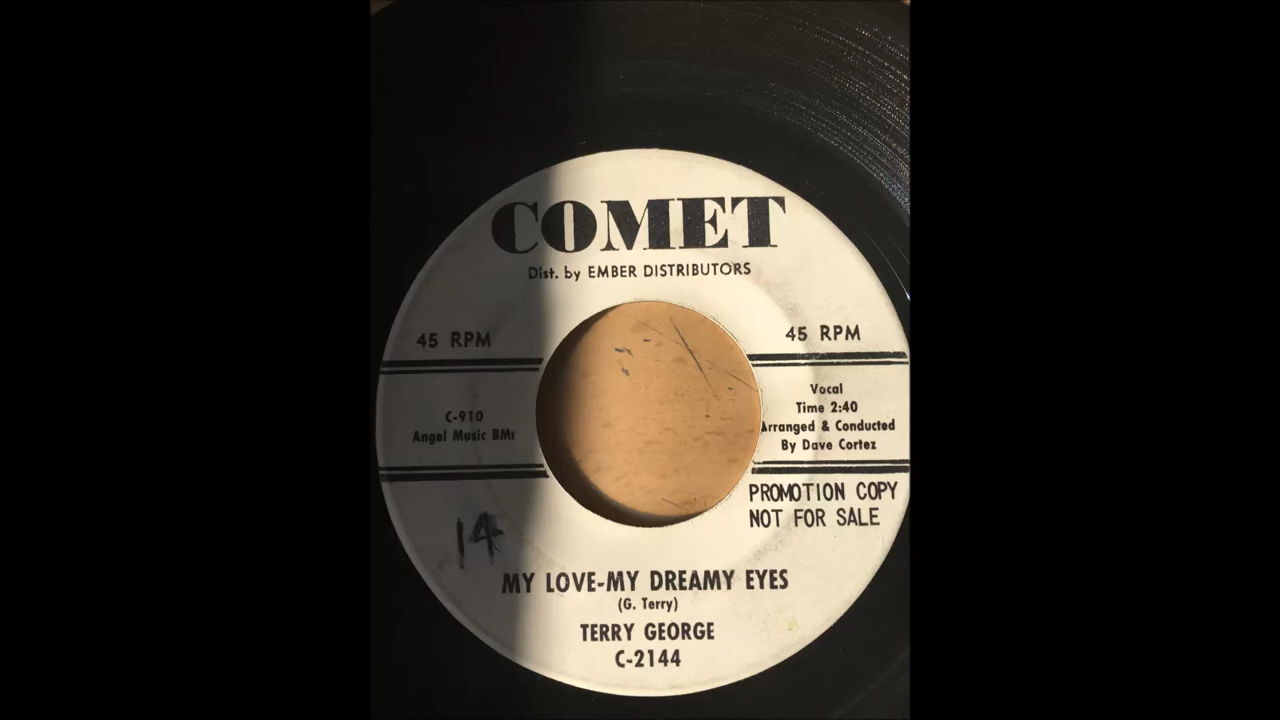 COMET
Dist. by EMBER DISTRIBUTORS
45 RPM
45 RPM
C-910
Angel Music BMI
Vocal
Time 2:40
Arranged & Conducted
By Dave Cortez
PROMOTION COPY
NOT FOR SALE
14
MY LOVE-MY DREAMY EYES
(G. Terry)
TERRY GEORGE
C-2144